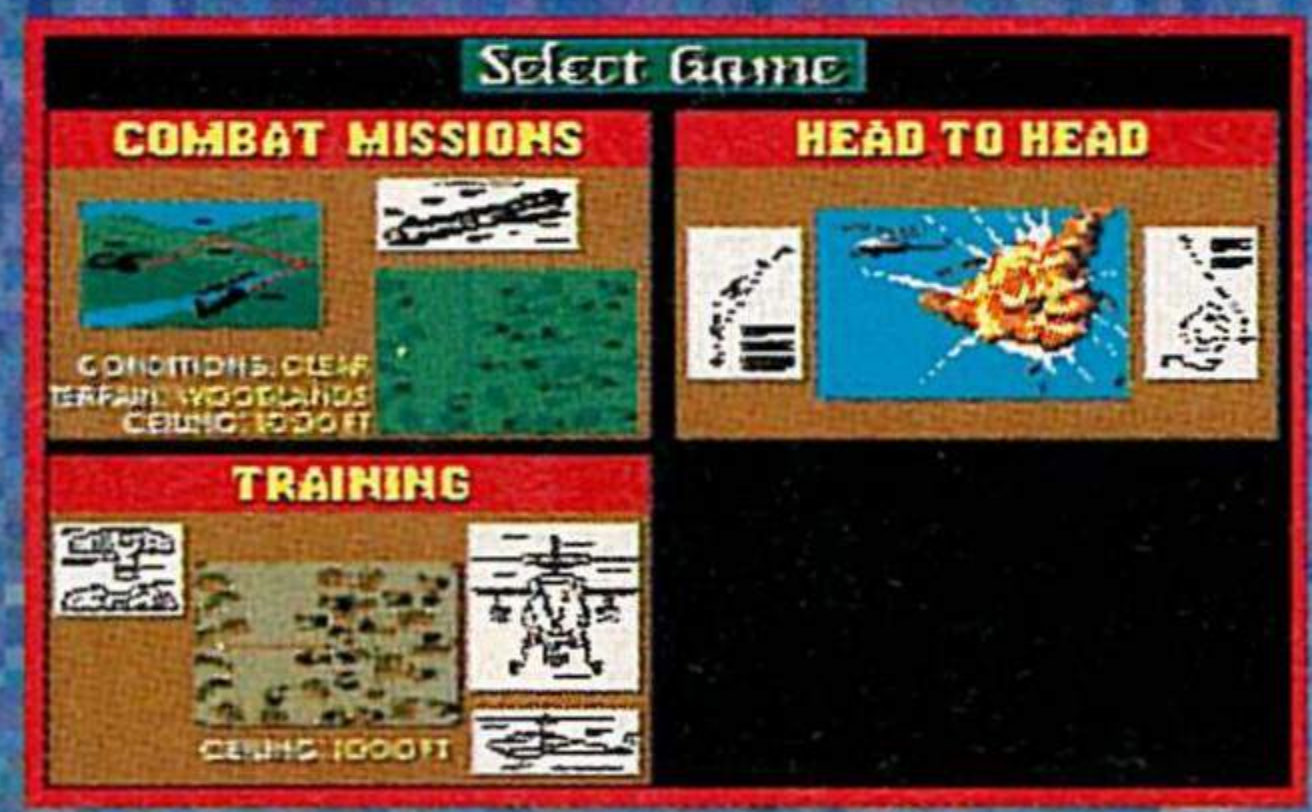 Select Game
COMBAT MISSIONS
CONDITIONS: CLEAR
TERRAIN: WOODLANDS
CEILING: 1000 FT
HEAD TO HEAD
TRAINING
CEILING 1000 FT